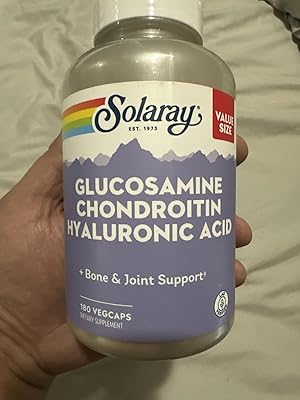 Solaray
EST. 1973
VALUE
SIZE
GLUCOSAMINE
CHONDROITIN
HYALURONIC ACID
+ Bone & Joint Support†
180 VEGCAPS
DIETARY SUPPLEMENT